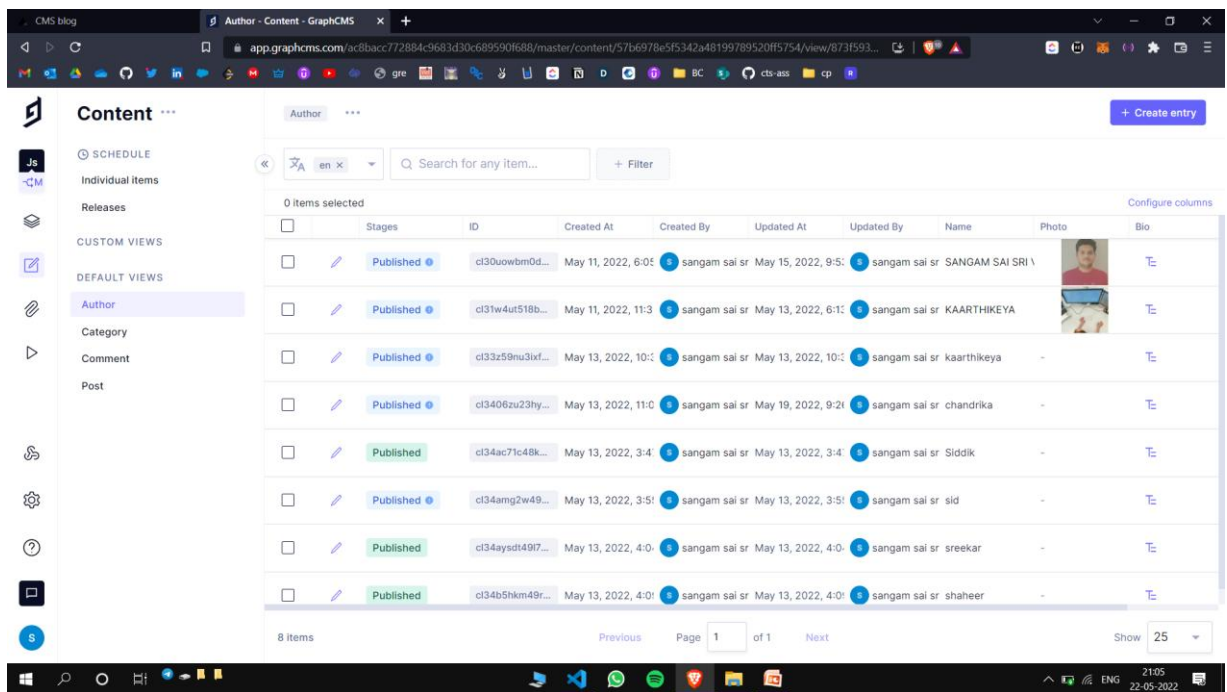 CMS blog
Author - Content - GraphCMS
app.graphcms.com/ac8bacc772884c9683d30c689590f688/master/content/57b6978e5f5342a48199789520ff5754/view/873f593...
gre
BC
cts-ass
cp
Content ...
Author ...
+ Create entry
SCHEDULE
Individual items
Releases
CUSTOM VIEWS
DEFAULT VIEWS
Author
Category
Comment
Post
Js
M
en ×
Search for any item...
+ Filter
0 items selected
Configure columns
Stages ID Created At Created By Updated At Updated By Name Photo Bio
Published cl30uowbm0d... May 11, 2022, 6:05 S sangam sai sr May 15, 2022, 9:5 S sangam sai sr SANGAM SAI SRI
Published cl31w4ut518b... May 11, 2022, 11:3 S sangam sai sr May 13, 2022, 6:1 S sangam sai sr KAARTHIKEYA
Published cl33z59nu3ixf... May 13, 2022, 10: S sangam sai sr May 13, 2022, 10: S sangam sai sr kaarthikeya -
Published cl3406zu23hy... May 13, 2022, 11:0 S sangam sai sr May 19, 2022, 9:2 S sangam sai sr chandrika -
Published cl34ac71c48k... May 13, 2022, 3:4 S sangam sai sr May 13, 2022, 3:4 S sangam sai sr Siddik -
Published cl34amg2w49... May 13, 2022, 3:5 S sangam sai sr May 13, 2022, 3:5 S sangam sai sr sid -
Published cl34aysdt49l7... May 13, 2022, 4:0 S sangam sai sr May 13, 2022, 4:0 S sangam sai sr sreekar -
Published cl34b5hkm49r... May 13, 2022, 4:0 S sangam sai sr May 13, 2022, 4:0 S sangam sai sr shaheer -
8 items
Previous Page 1 of 1 Next
Show 25
S
ENG
21:05
22-05-2022